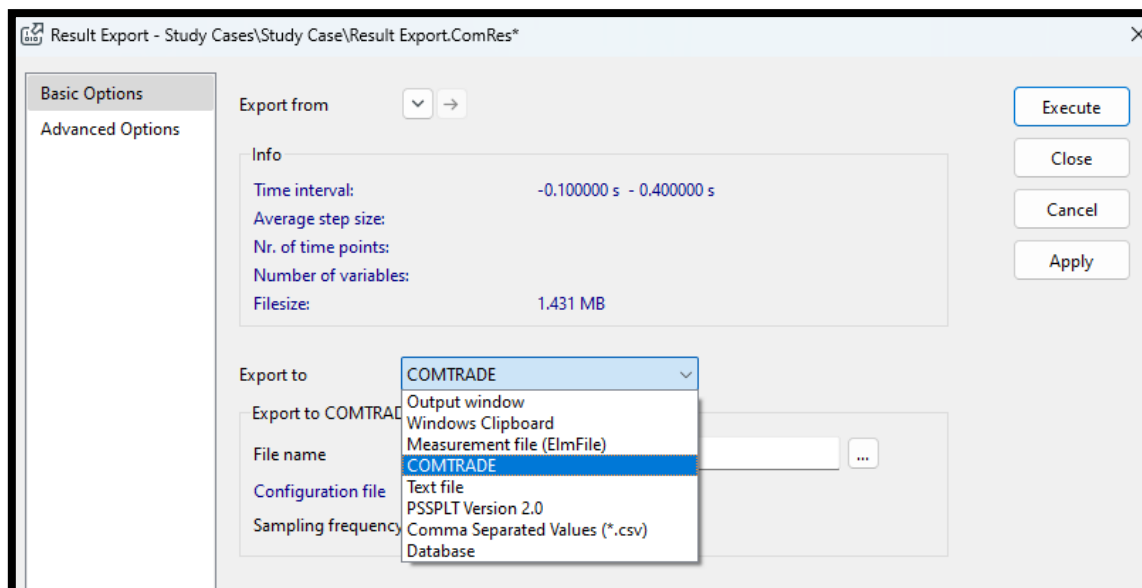 Result Export - Study Cases\Study Case\Result Export.ComRes*
Basic Options
Advanced Options
Export from
Execute
Close
Cancel
Apply
Info
Time interval: -0.100000 s - 0.400000 s
Average step size:
Nr. of time points:
Number of variables:
Filesize: 1.431 MB
Export to COMTRADE
Output window
Windows Clipboard
Measurement file (ElmFile)
COMTRADE
Text file
PSSPLT Version 2.0
Comma Separated Values (*.csv)
Database
Export to COMTRAD
File name ...
Configuration file
Sampling frequency